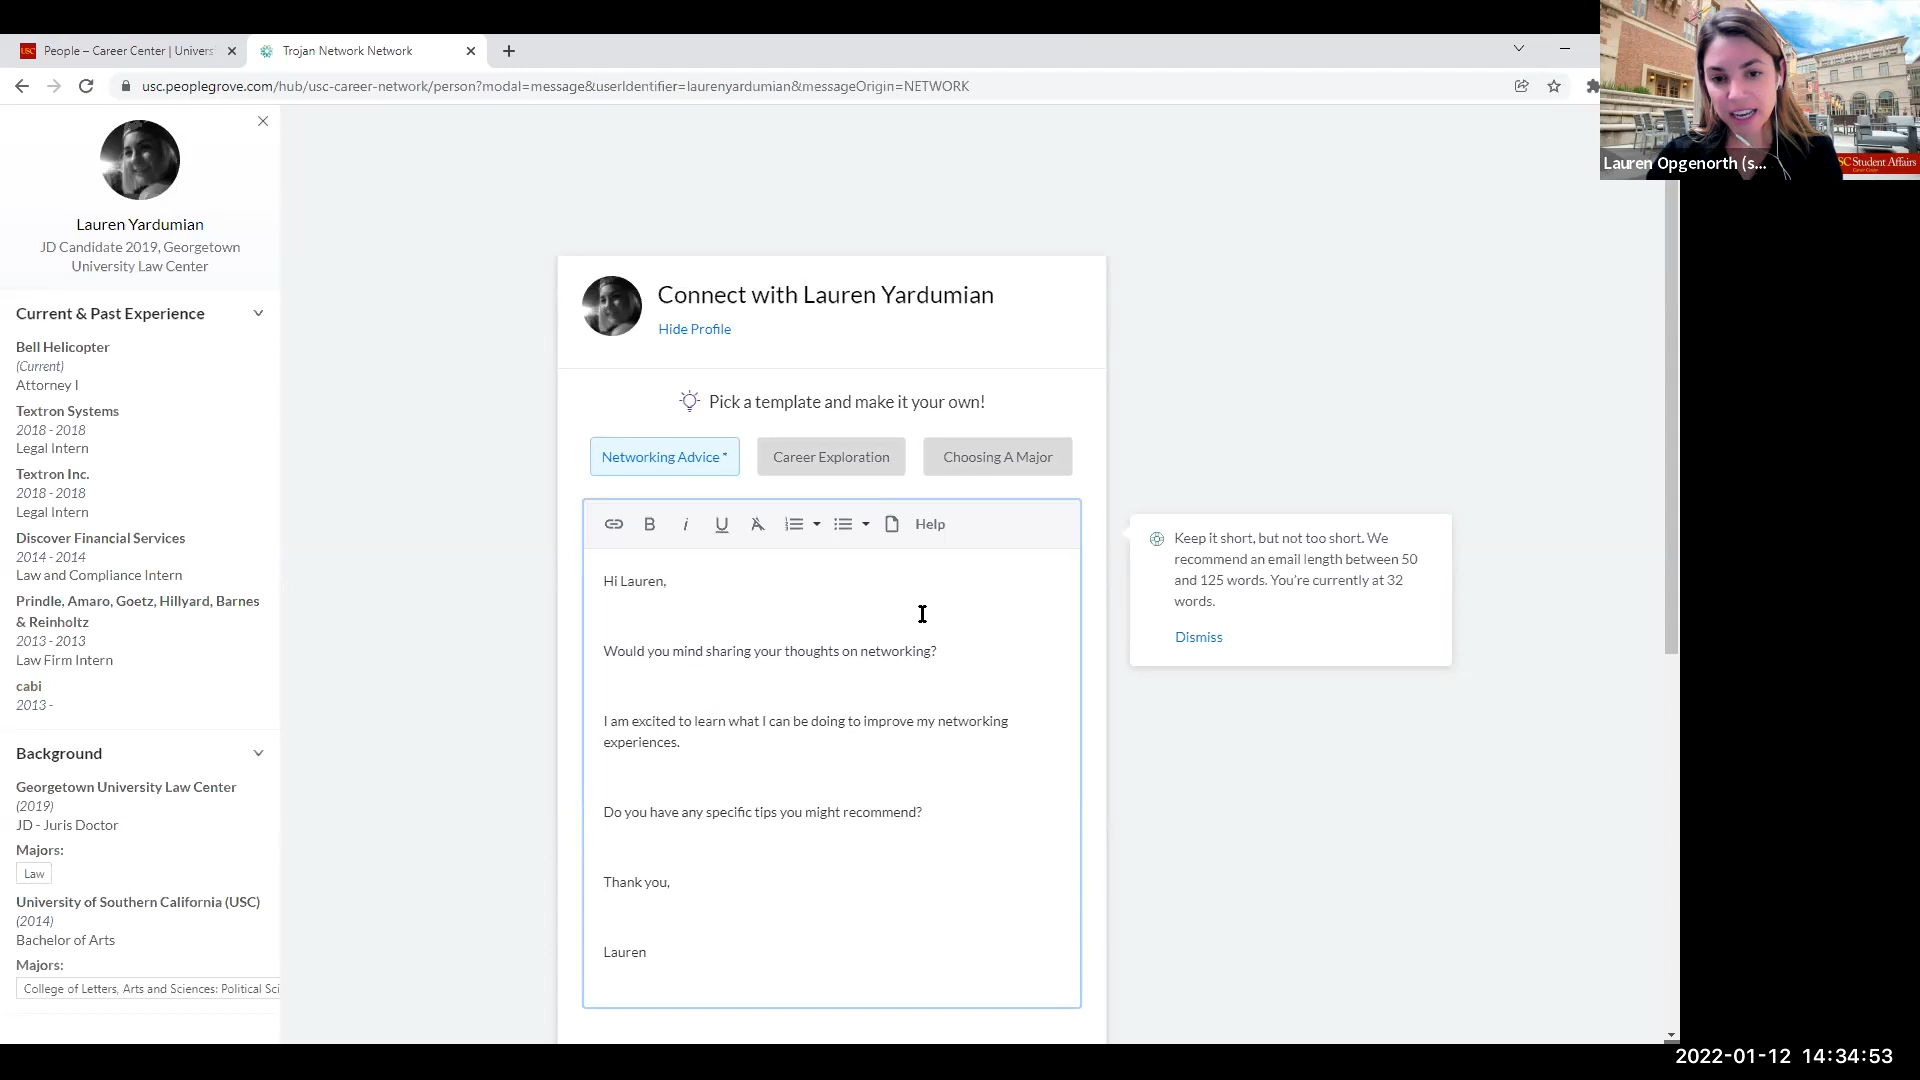 People – Career Center | Univers
Trojan Network Network
usc.peoplegrove.com/hub/usc-career-network/person?modal=message&userIdentifier=laurenyardumian&messageOrigin=NETWORK
Lauren Opgenorth (s...
SC Student Affairs
Lauren Yardumian
JD Candidate 2019, Georgetown
University Law Center
Current & Past Experience
Bell Helicopter
(Current)
Attorney I
Textron Systems
2018 - 2018
Legal Intern
Textron Inc.
2018 - 2018
Legal Intern
Discover Financial Services
2014 - 2014
Law and Compliance Intern
Prindle, Amaro, Goetz, Hillyard, Barnes
& Reinholtz
2013 - 2013
Law Firm Intern
cabi
2013 -
Background
Georgetown University Law Center
(2019)
JD - Juris Doctor
Majors:
Law
University of Southern California (USC)
(2014)
Bachelor of Arts
Majors:
College of Letters, Arts and Sciences: Political Sci
Connect with Lauren Yardumian
Hide Profile
Pick a template and make it your own!
Networking Advice *
Career Exploration
Choosing A Major
B i U A Help
Hi Lauren,
Would you mind sharing your thoughts on networking?
I am excited to learn what I can be doing to improve my networking
experiences.
Do you have any specific tips you might recommend?
Thank you,
Lauren
Keep it short, but not too short. We
recommend an email length between 50
and 125 words. You're currently at 32
words.
Dismiss
2022-01-12 14:34:53